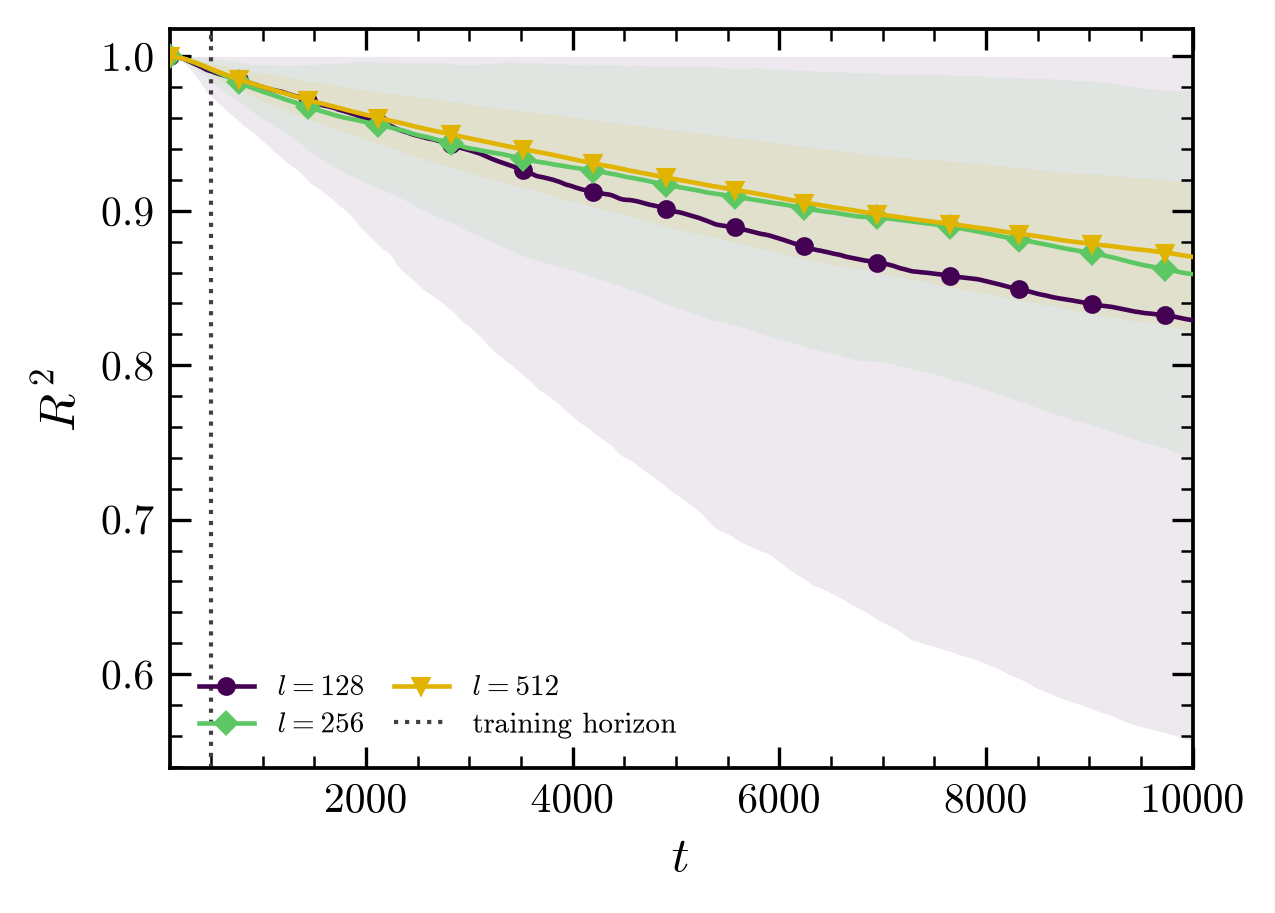 1.0
0.9
0.8
0.7
0.6
R²
l = 128
l = 256
l = 512
training horizon
2000
4000
6000
8000
10000
t